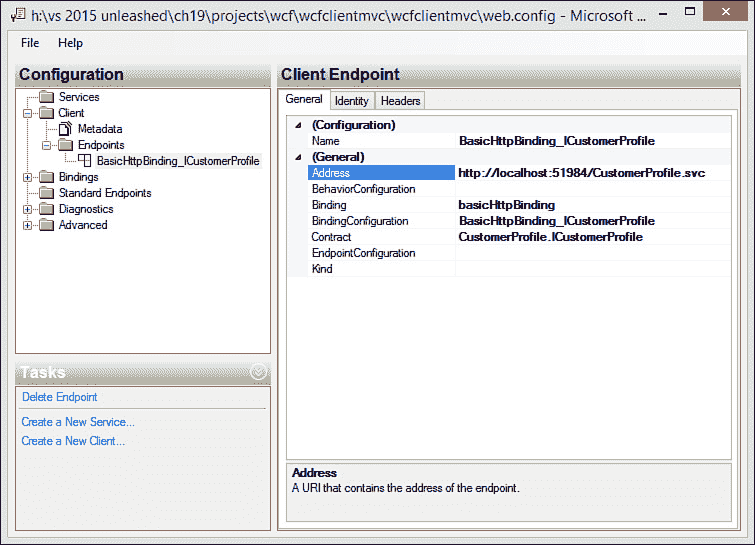 h:\vs 2015 unleashed\ch19\projects\wcf\wcfclientmvc\wcfclientmvc\web.config - Microsoft ...
File Help
Configuration
Services
Client
Metadata
Endpoints
BasicHttpBinding_ICustomerProfile
Bindings
Standard Endpoints
Diagnostics
Advanced
Tasks
Delete Endpoint
Create a New Service...
Create a New Client...
Client Endpoint
General Identity Headers
(Configuration)
Name BasicHttpBinding_ICustomerProfile
(General)
Address http://localhost:51984/CustomerProfile.svc
BehaviorConfiguration
Binding basicHttpBinding
BindingConfiguration BasicHttpBinding_ICustomerProfile
Contract CustomerProfile.ICustomerProfile
EndpointConfiguration
Kind
Address
A URI that contains the address of the endpoint.